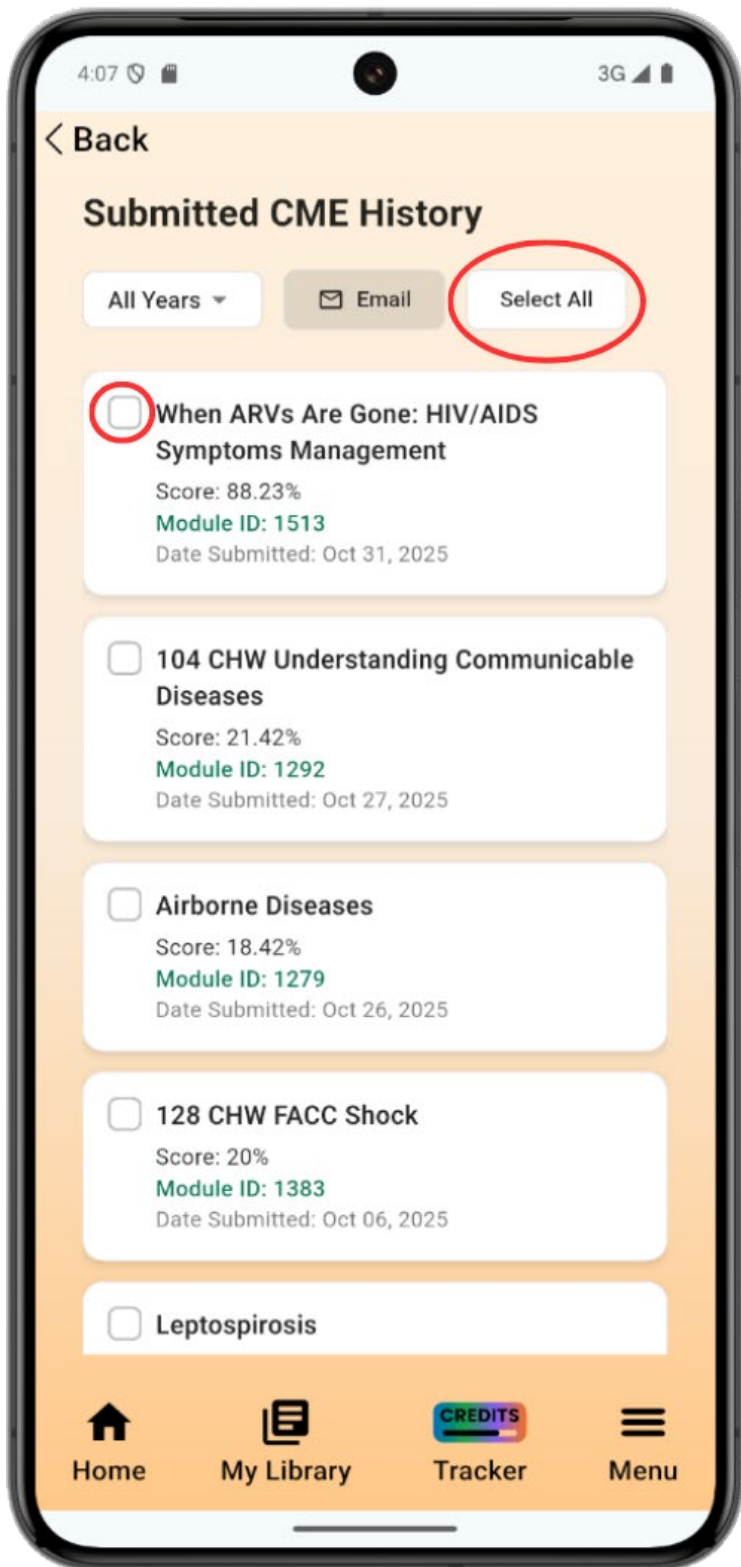 4:07 3G
Back
Submitted CME History
All Years Email Select All
When ARVs Are Gone: HIV/AIDS
Symptoms Management
Score: 88.23%
Module ID: 1513
Date Submitted: Oct 31, 2025
104 CHW Understanding Communicable
Diseases
Score: 21.42%
Module ID: 1292
Date Submitted: Oct 27, 2025
Airborne Diseases
Score: 18.42%
Module ID: 1279
Date Submitted: Oct 26, 2025
128 CHW FACC Shock
Score: 20%
Module ID: 1383
Date Submitted: Oct 06, 2025
Leptospirosis
CREDITS
Home My Library Tracker Menu